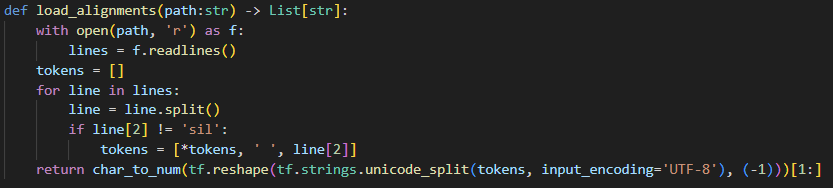 def load_alignments(path:str) -> List[str]:
    with open(path, 'r') as f:
        lines = f.readlines()
    tokens = []
    for line in lines:
        line = line.split()
        if line[2] != 'sil':
            tokens = [*tokens, ' ', line[2]]
    return char_to_num(tf.reshape(tf.strings.unicode_split(tokens, input_encoding='UTF-8'), (-1)))[1:]